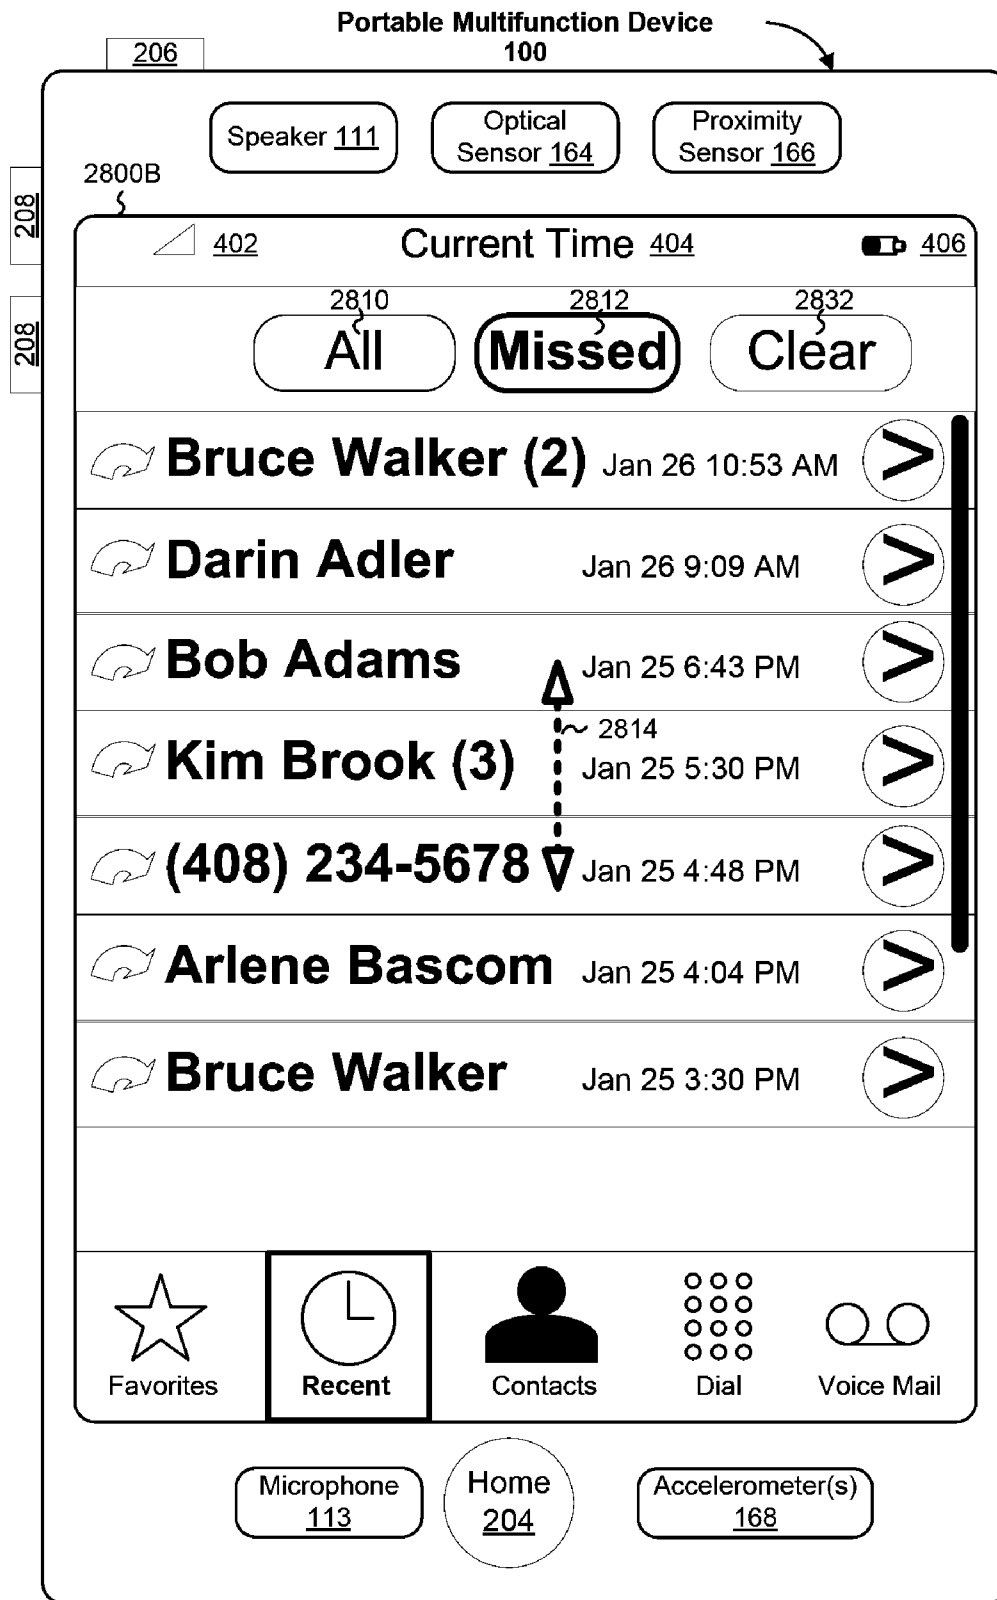 Portable Multifunction Device
100
206
Speaker 111
Optical
Sensor 164
Proximity
Sensor 166
2800B
208
208
402 Current Time 404 406
2810 2812 2832
All Missed Clear
Bruce Walker (2) Jan 26 10:53 AM >
Darin Adler Jan 26 9:09 AM >
Bob Adams Jan 25 6:43 PM >
2814
Kim Brook (3) Jan 25 5:30 PM >
(408) 234-5678 Jan 25 4:48 PM >
Arlene Bascom Jan 25 4:04 PM >
Bruce Walker Jan 25 3:30 PM >
Favorites Recent Contacts Dial Voice Mail
Microphone
113
Home
204
Accelerometer(s)
168